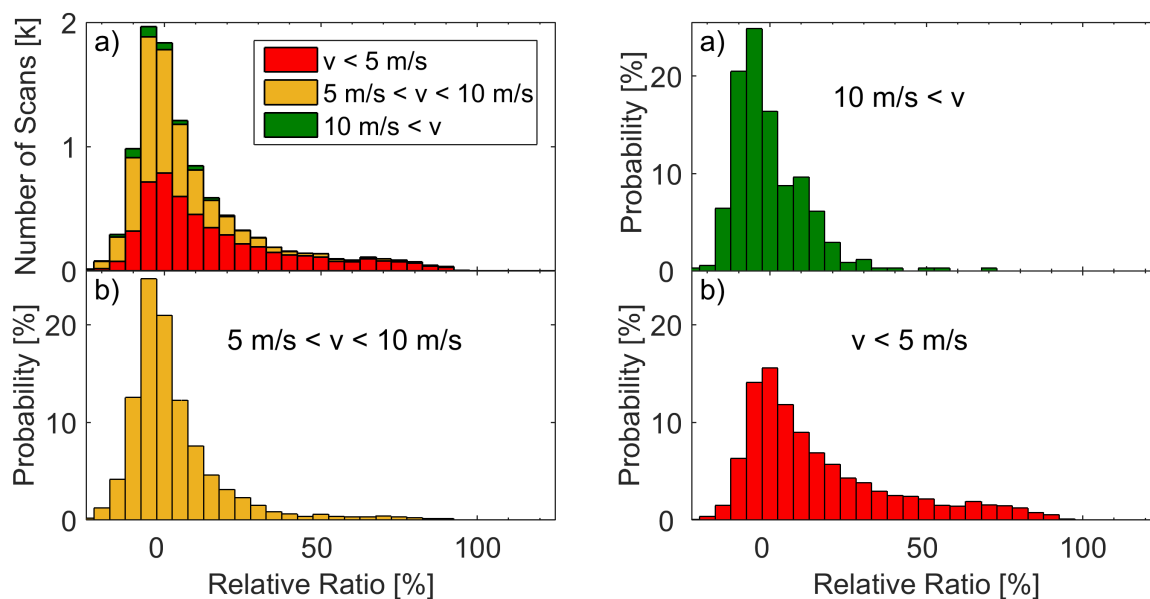 a)
Number of Scans [k]
2
1
0
v < 5 m/s
5 m/s < v < 10 m/s
10 m/s < v
a)
Probability [%]
20
10
0
10 m/s < v
b)
Probability [%]
20
10
0
5 m/s < v < 10 m/s
0 50 100
Relative Ratio [%]
b)
Probability [%]
20
10
0
v < 5 m/s
0 50 100
Relative Ratio [%]